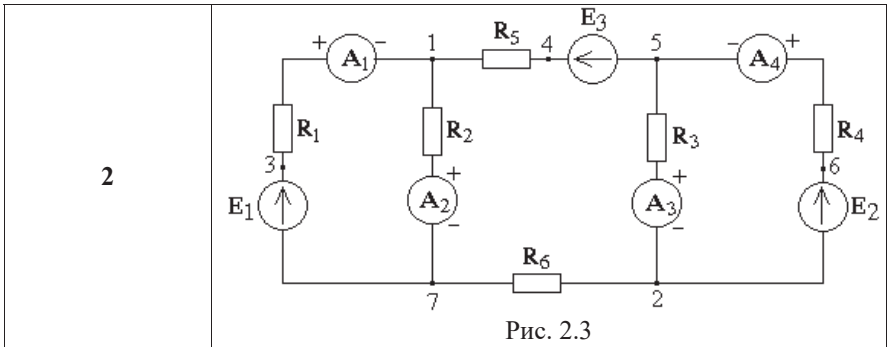 2
E3
R5 4 5
+ A1 - 1 - A4 +
R1 R2 R3 R4
3 + + 6
E1 A2 A3 E2
- -
R6
7 2
Рис. 2.3